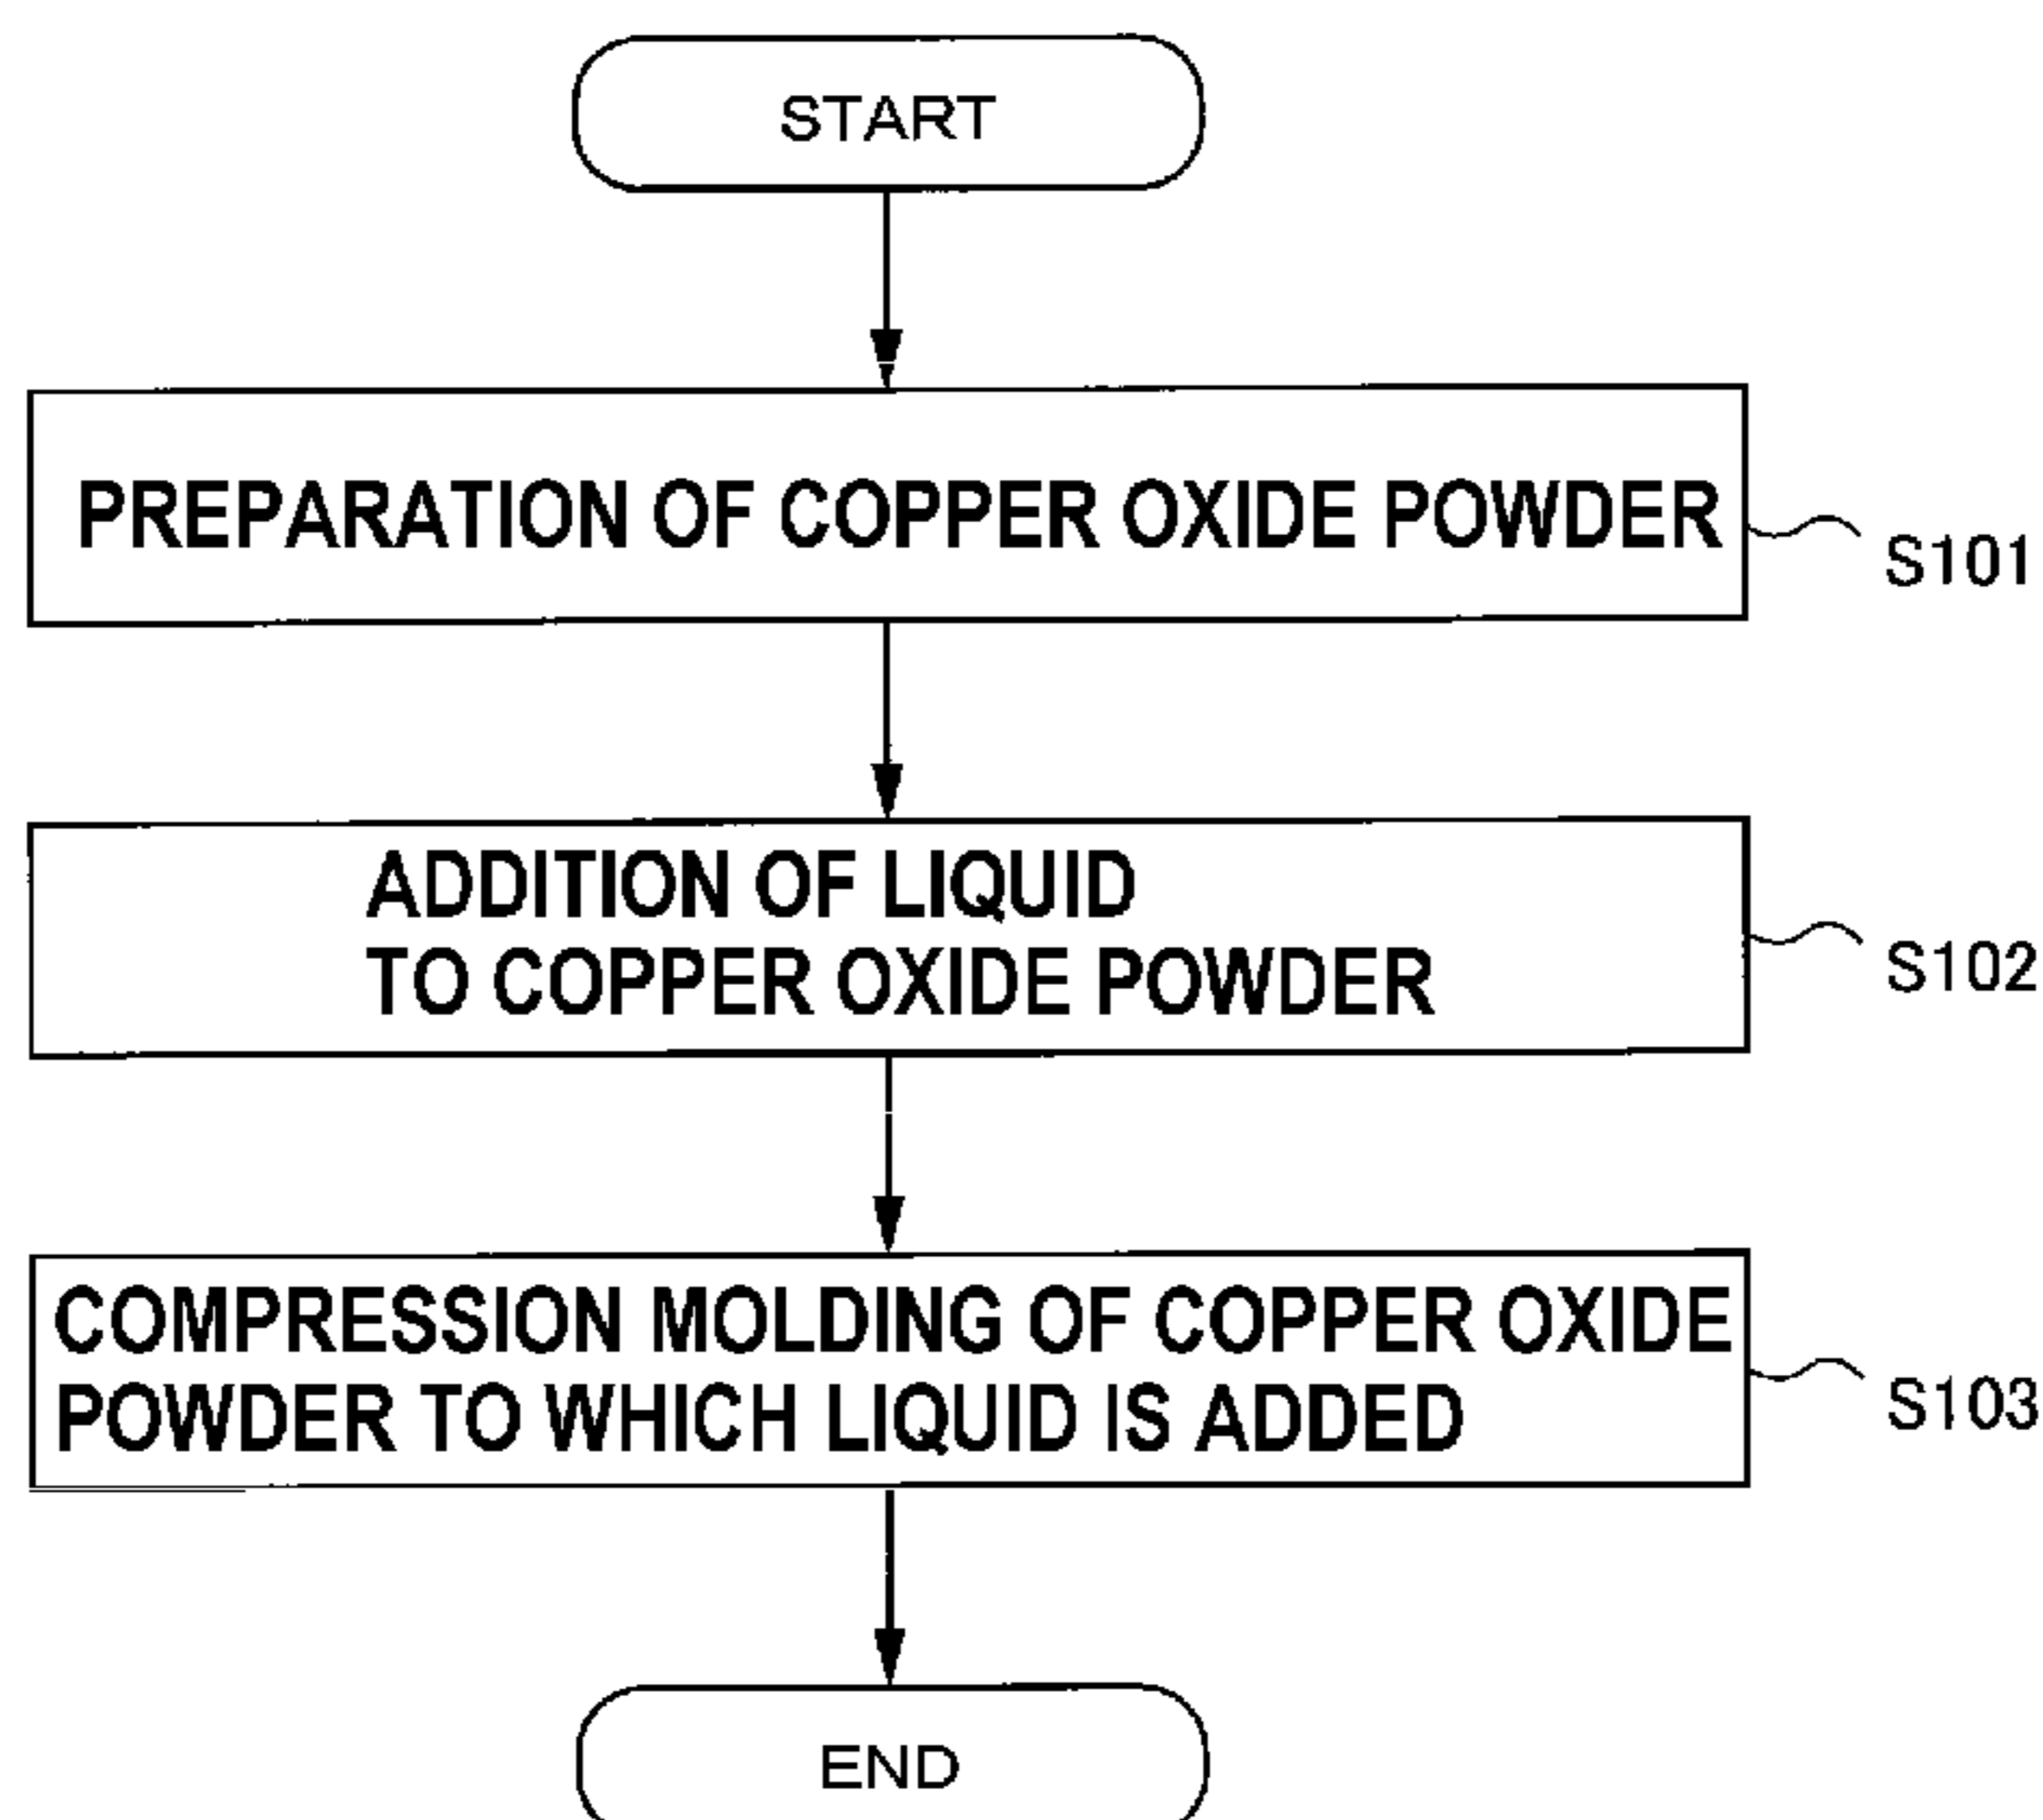 START
PREPARATION OF COPPER OXIDE POWDER
S101
ADDITION OF LIQUID
TO COPPER OXIDE POWDER
S102
COMPRESSION MOLDING OF COPPER OXIDE
POWDER TO WHICH LIQUID IS ADDED
S103
END